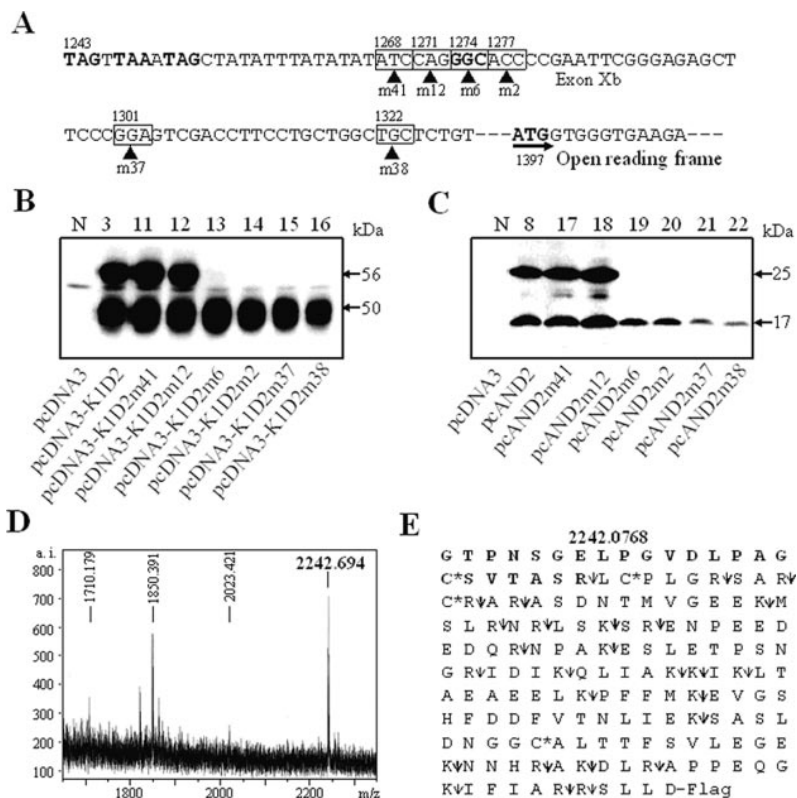 A
1243 1268 1271 1274 1277
TAGTTAAATAGCTATATTTATATATATCCAGGGCACCCCGAATTCGGGAGAGCT
m41 m12 m6 m2 Exon Xb
1301 1322
TCCCGGAGTCGACCTTCCTGCTGGCTGCTCTGT---ATGGTGGGTGAAGA---
m37 m38 1397 Open reading frame
B
N 3 11 12 13 14 15 16 kDa
56
50
pcDNA3
pcDNA3-K1D2
pcDNA3-K1D2m41
pcDNA3-K1D2m12
pcDNA3-K1D2m6
pcDNA3-K1D2m2
pcDNA3-K1D2m37
pcDNA3-K1D2m38
C
N 8 17 18 19 20 21 22 kDa
25
17
pcDNA3
pcAND2
pcAND2m41
pcAND2m12
pcAND2m6
pcAND2m2
pcAND2m37
pcAND2m38
D
a.i.
1710.179 1850.391 2023.421 2242.694
800
700
600
500
400
300
200
100
1800 2000 2200 m/z
E
2242.0768
G T P N S G E L P G V D L P A G
C*S V T A S R↓L C*P L G R↓S A R↓
C*R↓A R↓A S D N T M V G E E K↓M
S L R↓N R↓L S K↓S R↓E N P E E D
E D Q R↓N P A K↓E S L E T P S N
G R↓I D I K↓Q L I A K↓K↓I K↓L T
A E A E E L K↓P F F M K↓E V G S
H F D D F V T N L I E K↓S A S L
D N G G C*A L T T F S V L E G E
K↓N N H R↓A K↓D L R↓A P P E Q G
K↓I F I A R↓R↓S L L D-Flag